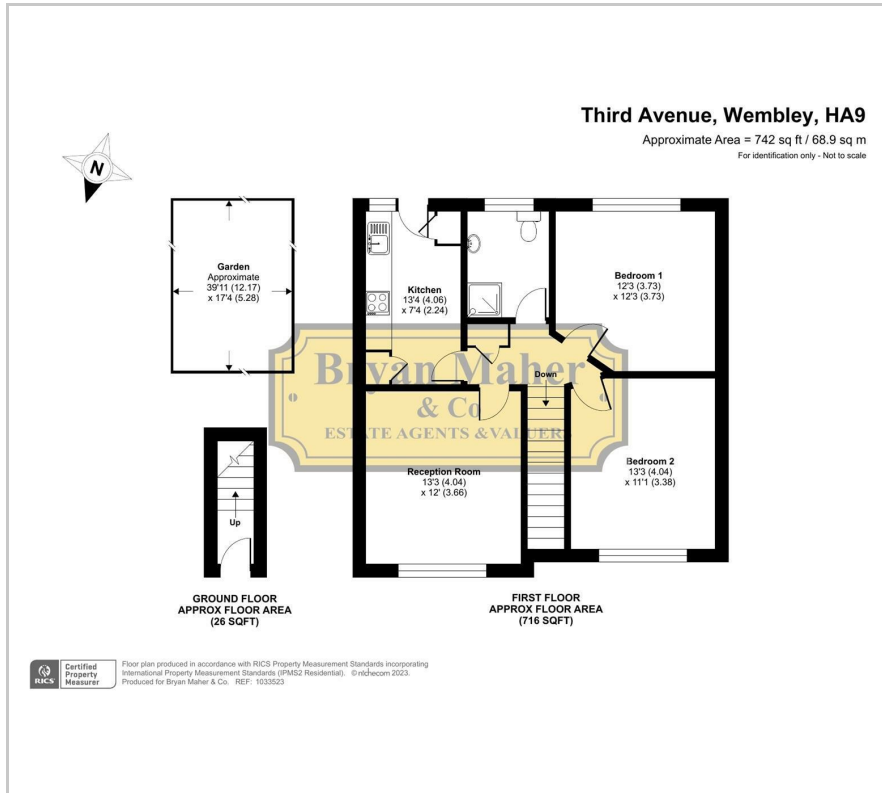 Third Avenue, Wembley, HA9
Approximate Area = 742 sq ft / 68.9 sq m
For identification only - Not to scale
N
Garden
Approximate
39'11 (12.17)
x 17'4 (5.28)
Kitchen
13'4 (4.06)
x 7'4 (2.24)
Bedroom 1
12'3 (3.73)
x 12'3 (3.73)
Down
Bryan Maher
& Co
ESTATE AGENTS & VALUERS
Reception Room
13'3 (4.04)
x 12' (3.66)
Bedroom 2
13'3 (4.04)
x 11'1 (3.38)
Up
GROUND FLOOR
APPROX FLOOR AREA
(26 SQFT)
FIRST FLOOR
APPROX FLOOR AREA
(716 SQFT)
RICS
Certified
Property
Measurer
Floor plan produced in accordance with RICS Property Measurement Standards incorporating
International Property Measurement Standards (IPMS2 Residential). © nichecom 2023.
Produced for Bryan Maher & Co. REF: 1033523